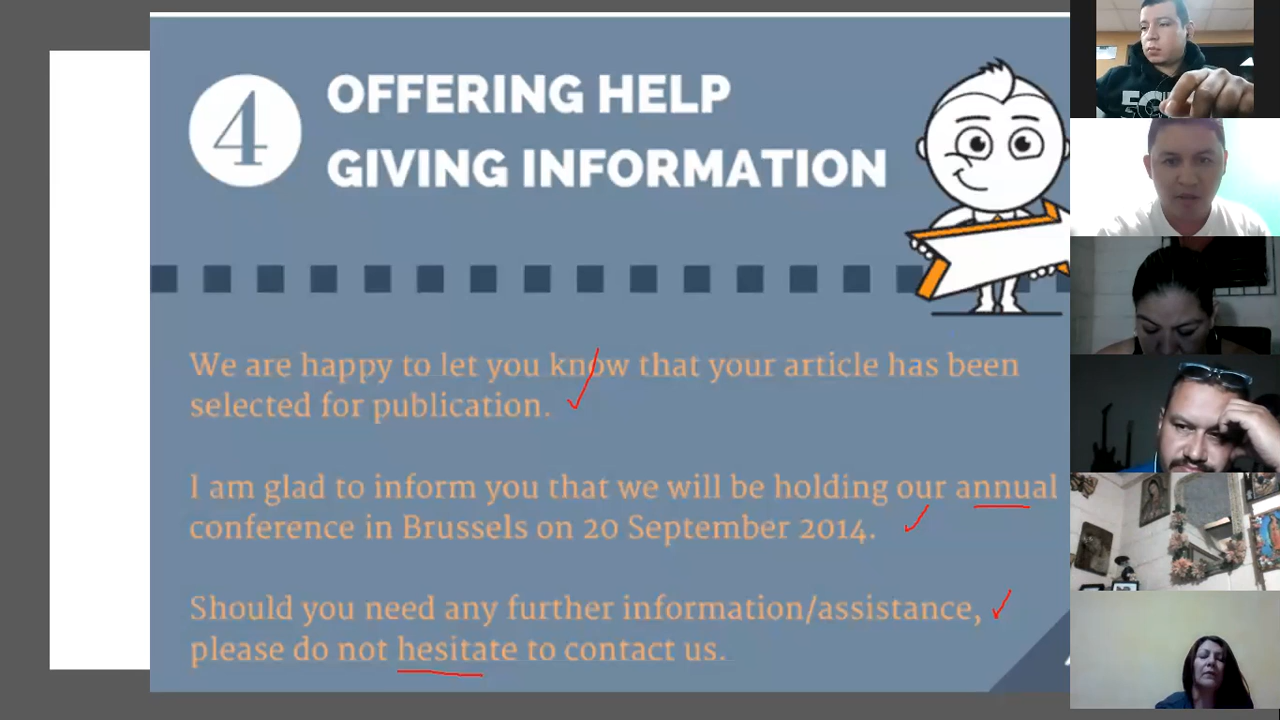 4
OFFERING HELP
GIVING INFORMATION
We are happy to let you know that your article has been
selected for publication.
I am glad to inform you that we will be holding our annual
conference in Brussels on 20 September 2014.
Should you need any further information/assistance,
please do not hesitate to contact us.